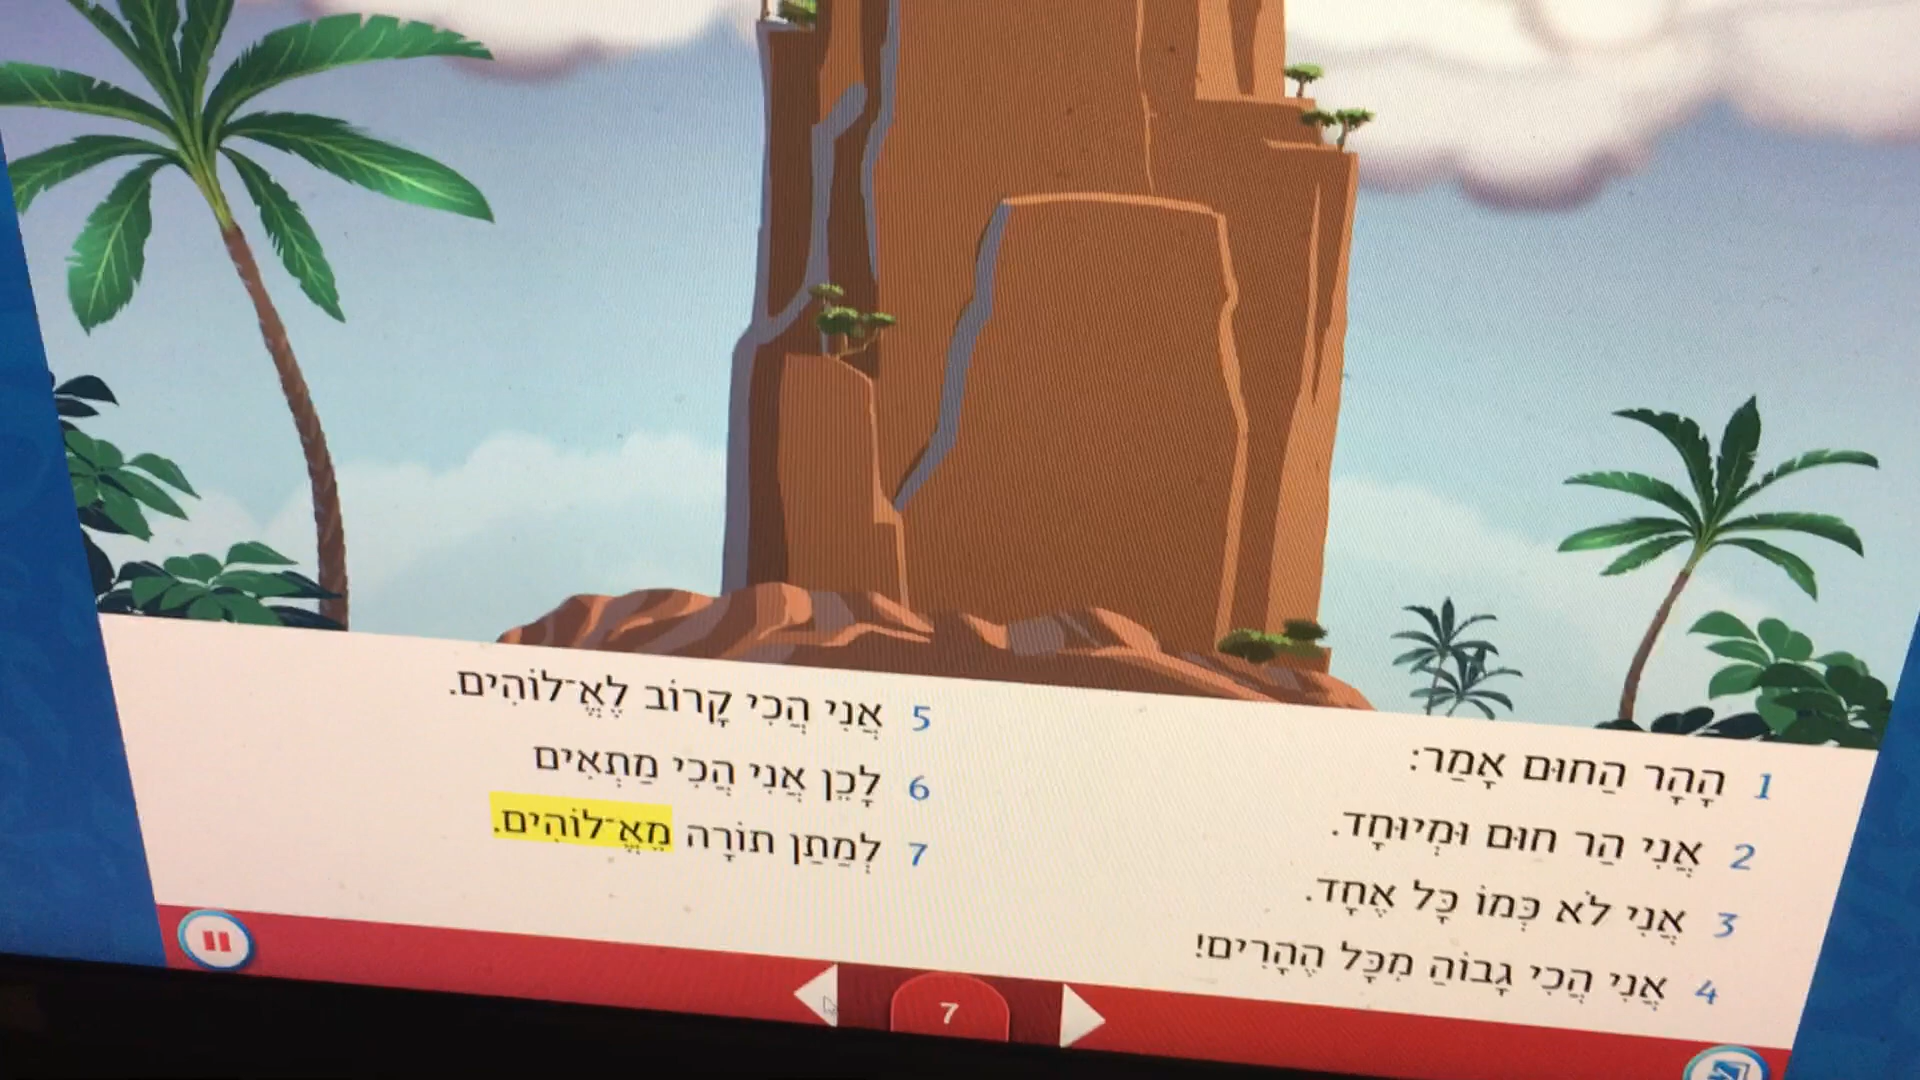 1 הָהָר הַחוּם אָמַר:
2 אֲנִי הַר חוּם וּמְיוּחָד.
3 אֲנִי לֹא כְּמוֹ כָּל אֶחָד.
4 אֲנִי הֲכִי גָבוֹהַּ מִכָּל הֶהָרִים!
5 אֲנִי הֲכִי קָרוֹב לֶאֱ־לוֹהִים.
6 לָכֵן אֲנִי הֲכִי מַתְאִים
7 לְמַתַן תוֹרָה מֵאֱ־לוֹהִים.
7